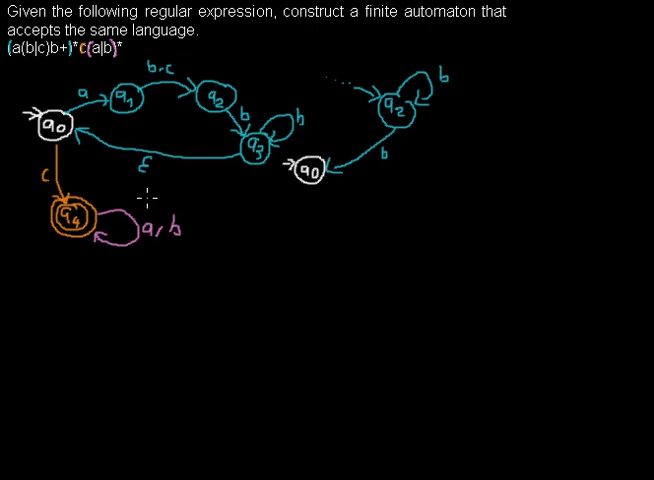 Given the following regular expression, construct a finite automaton that
accepts the same language.
(a(b|c)b+)*c(a|b)*
b,c
a
q1
q2
b
b
q3
q0
ε
c
q4
a, b
....
q2
b
b
q0